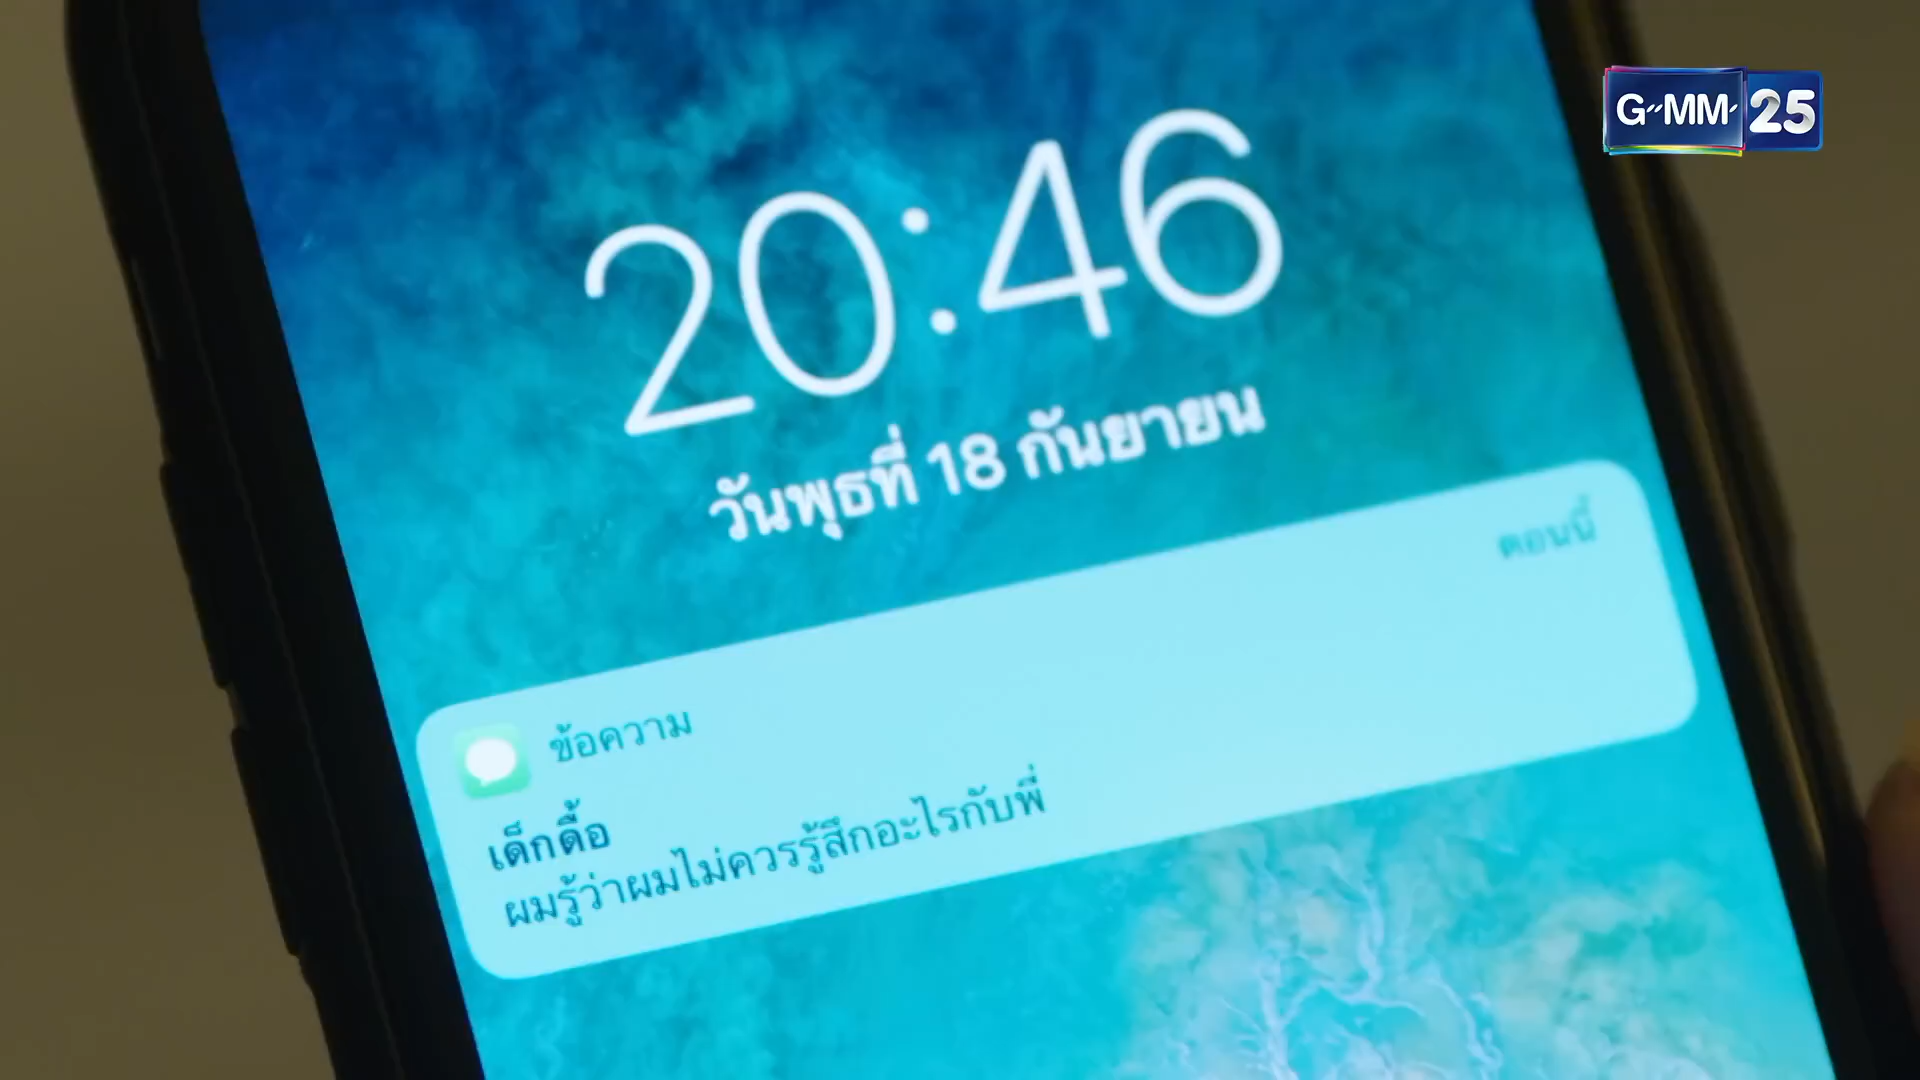 GMM 25
20:46
วันพุธที่ 18 กันยายน
ตอนนี้
ข้อความ
เด็กดื้อ
ผมรู้ว่าผมไม่ควรรู้สึกอะไรกับพี่